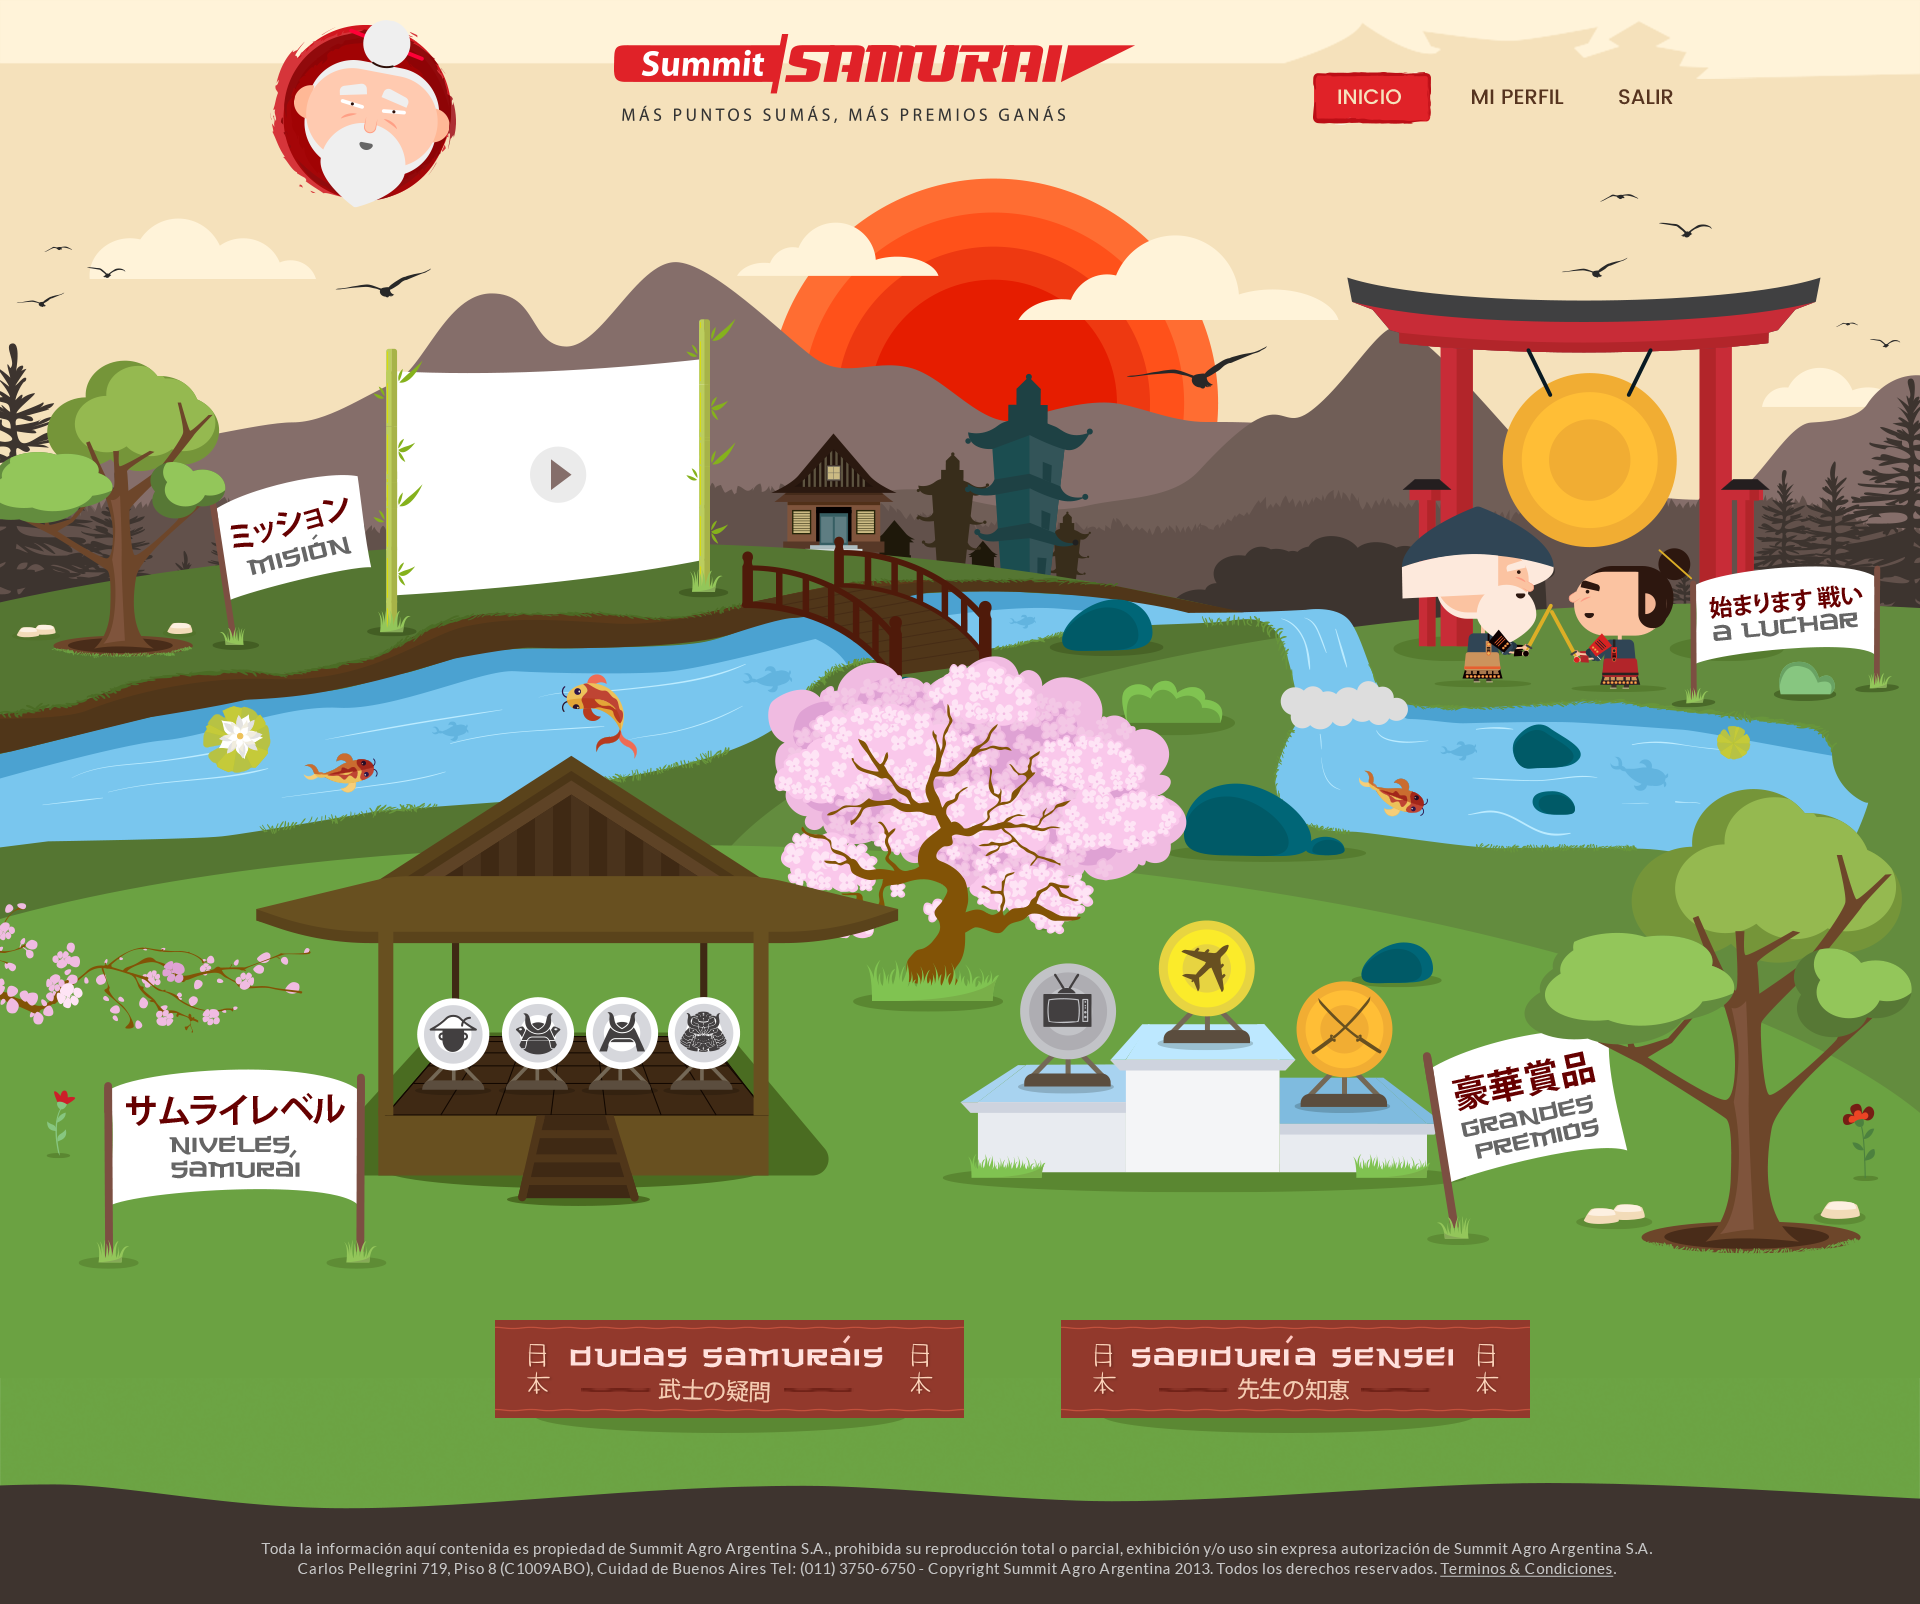 Summit SAMURAI
MÁS PUNTOS SUMÁS, MÁS PREMIOS GANÁS
INICIO
MI PERFIL
SALIR
ミッション
MISIÓN
始まります 戦い
A LUCHAR
サムライレベル
NIVELES,
SAMURAI
豪華賞品
GRANDES
PREMIOS
日本
DUDAS SAMURÁIS
日本
武士の疑問
日本
SABIDURÍA SENSEI
日本
先生の知恵
Toda la información aquí contenida es propiedad de Summit Agro Argentina S.A., prohibida su reproducción total o parcial, exhibición y/o uso sin expresa autorización de Summit Agro Argentina S.A.
Carlos Pellegrini 719, Piso 8 (C1009ABO), Cuidad de Buenos Aires Tel: (011) 3750-6750 - Copyright Summit Agro Argentina 2013. Todos los derechos reservados. Terminos & Condiciones.